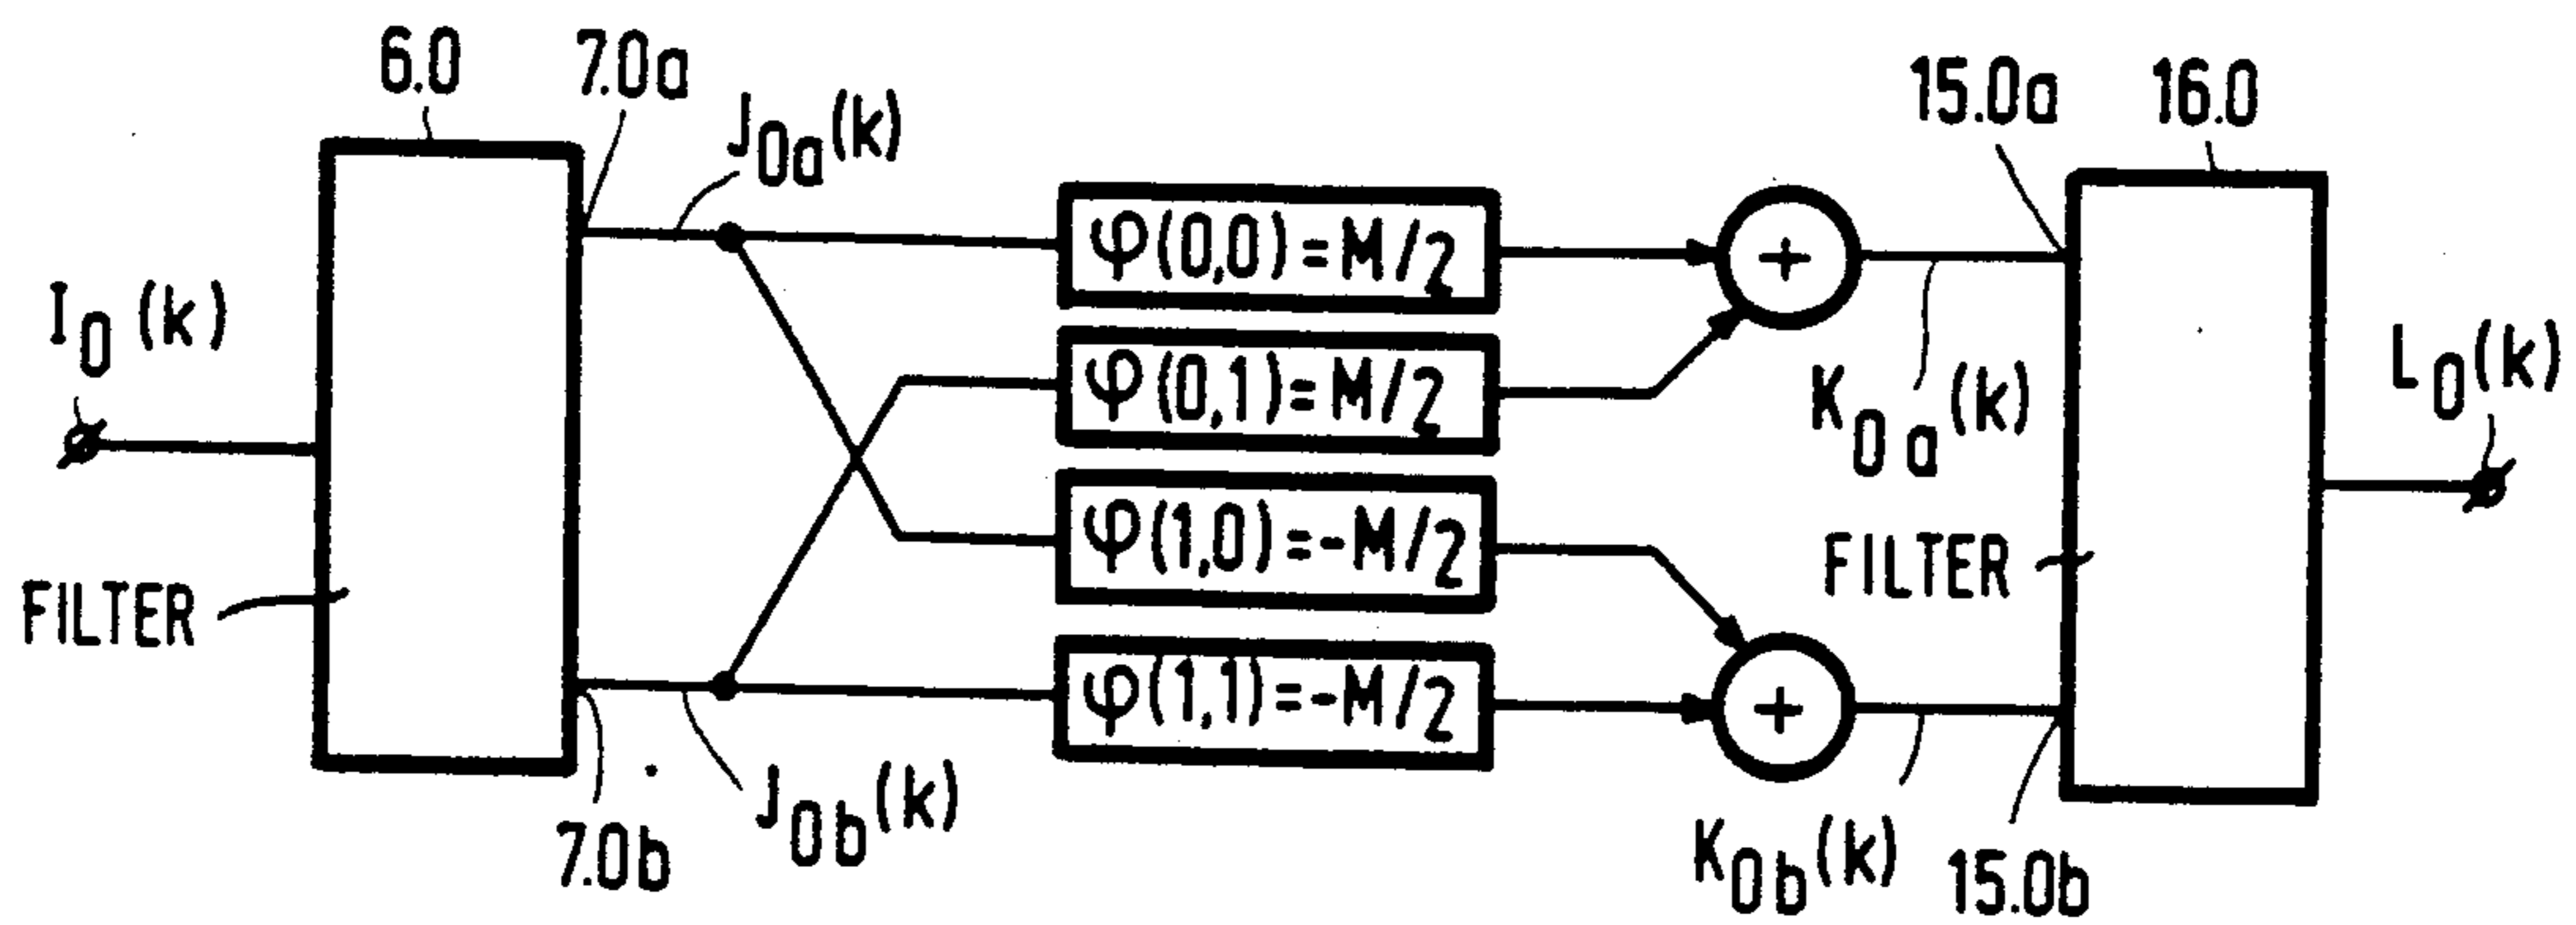 6.0
7.0a
J0a(k)
15.0a
16.0
I0(k)
φ(0,0)=M/2
φ(0,1)=M/2
φ(1,0)=-M/2
φ(1,1)=-M/2
+
+
K0a(k)
L0(k)
FILTER
FILTER
7.0b
J0b(k)
K0b(k)
15.0b